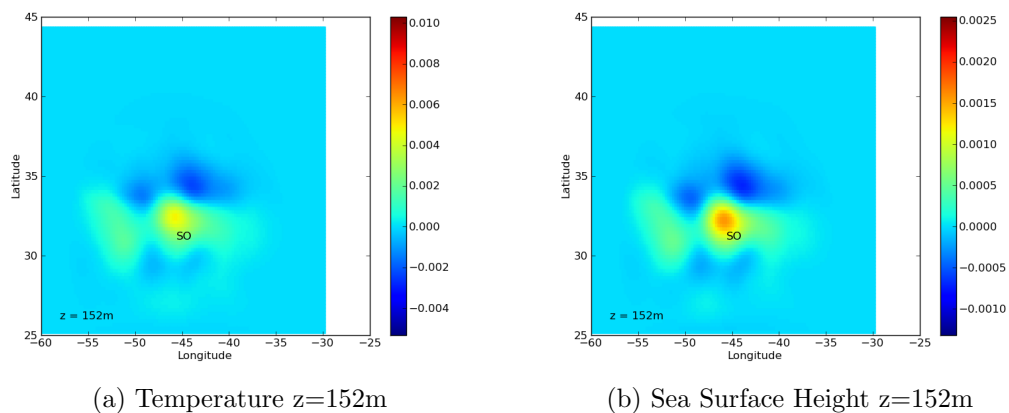 45
40
35
30
25
Latitude
−60 −55 −50 −45 −40 −35 −30 −25
Longitude
SO
z = 152m
0.010
0.008
0.006
0.004
0.002
0.000
−0.002
−0.004
(a) Temperature z=152m
45
40
35
30
25
Latitude
−60 −55 −50 −45 −40 −35 −30 −25
Longitude
SO
z = 152m
0.0025
0.0020
0.0015
0.0010
0.0005
0.0000
−0.0005
−0.0010
(b) Sea Surface Height z=152m